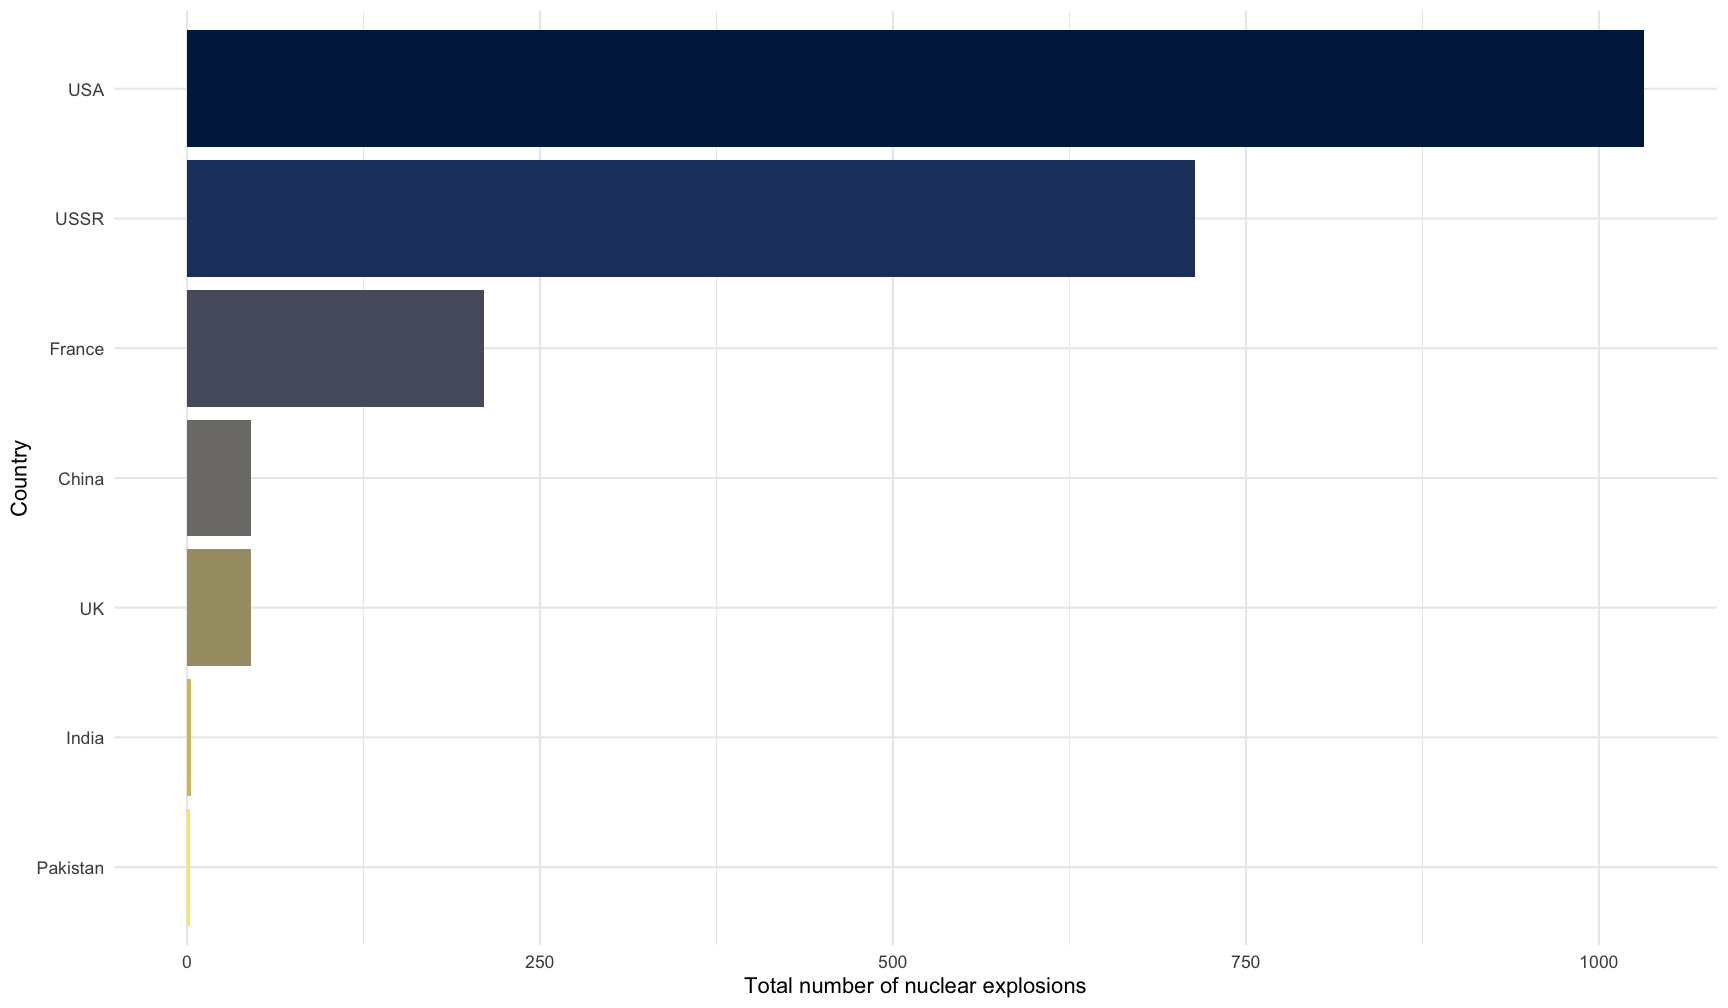 USA
USSR
France
China
UK
India
Pakistan
Country
0 250 500 750 1000
Total number of nuclear explosions